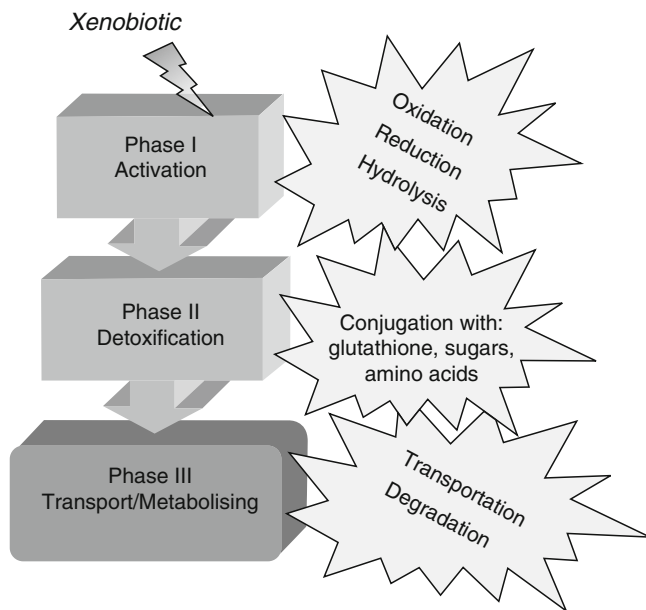 Xenobiotic
Phase I
Activation
Oxidation
Reduction
Hydrolysis
Phase II
Detoxification
Conjugation with:
glutathione, sugars,
amino acids
Phase III
Transport/Metabolising
Transportation
Degradation